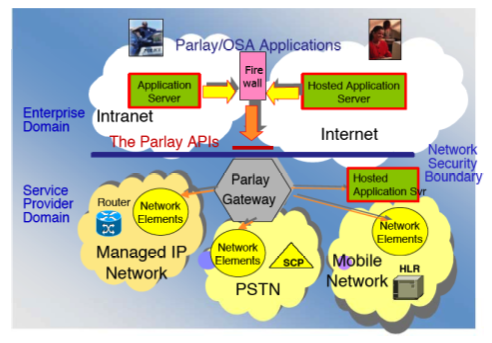 Parlay/OSA Applications
Fire
wall
Application
Server
Hosted Application
Server
Enterprise
Domain
Intranet
Internet
The Parlay APIs
Network
Security
Boundary
Service
Provider
Domain
Parlay
Gateway
Hosted
Application Svr
Router
Network
Elements
Network
Elements
Managed IP
Network
Network
Elements
SCP
PSTN
Mobile
Network
HLR